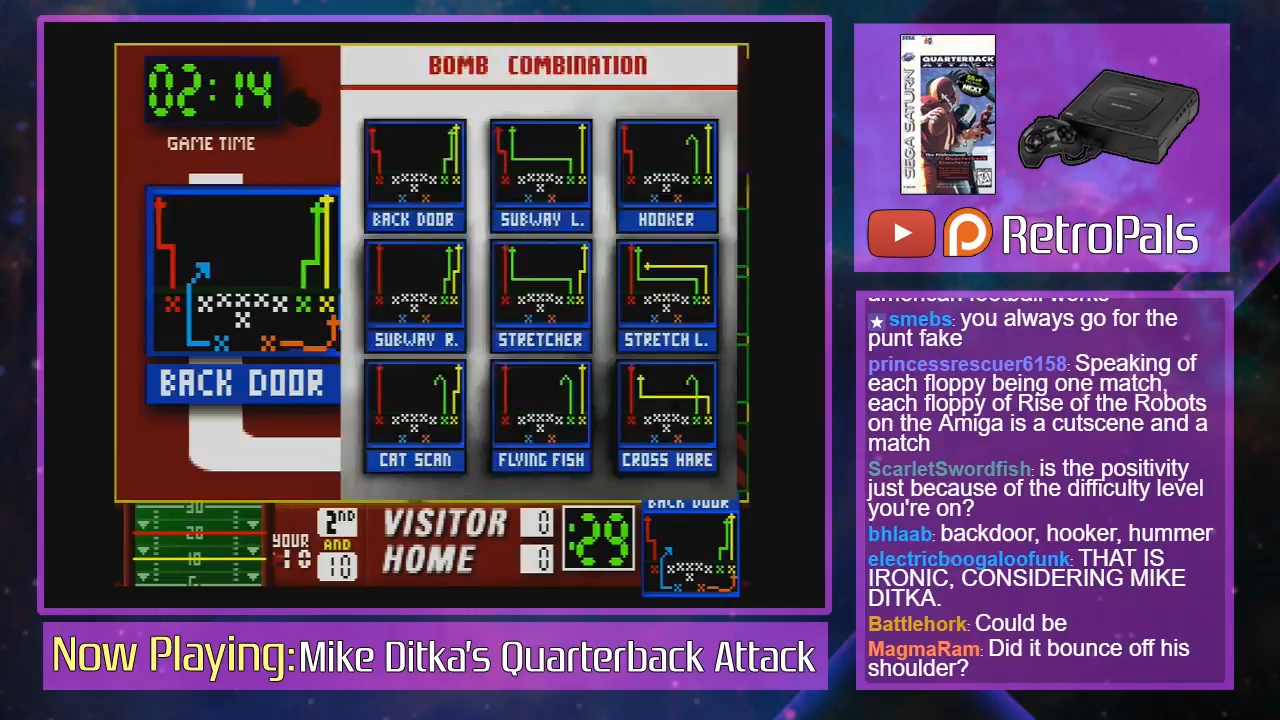 02:14
GAME TIME
BACK DOOR
BOMB COMBINATION
BACK DOOR
SUBWAY L.
HOOKER
SUBWAY R.
STRETCHER
STRETCH L.
CAT SCAN
FLYING FISH
CROSS HARE
20
10
YOUR
10
2ND
AND
10
VISITOR 0
HOME 0
:29
BACK DOOR
Now Playing: Mike Ditka's Quarterback Attack
SEGA SATURN
QUARTERBACK
ATTACK
RetroPals
american football works
smebs: you always go for the
punt fake
princessrescuer6158: Speaking of
each floppy being one match,
each floppy of Rise of the Robots
on the Amiga is a cutscene and a
match
ScarletSwordfish: is the positivity
just because of the difficulty level
you're on?
bhlaab: backdoor, hooker, hummer
electricboogaloofunk: THAT IS
IRONIC, CONSIDERING MIKE
DITKA.
Battlehork: Could be
MagmaRam: Did it bounce off his
shoulder?